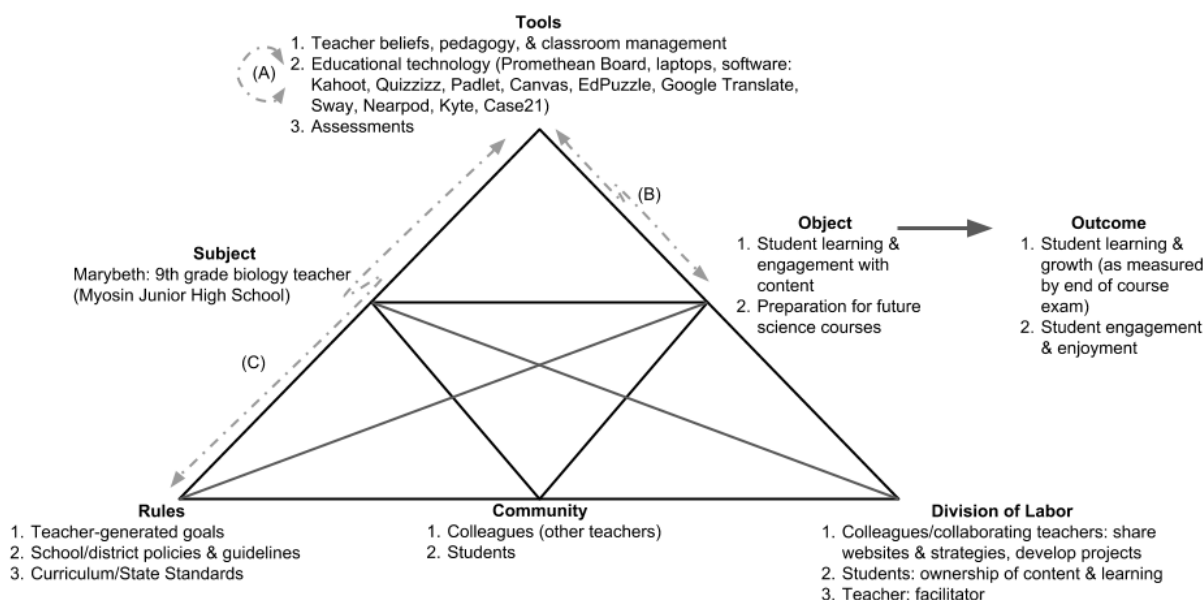 Tools
1. Teacher beliefs, pedagogy, & classroom management
2. Educational technology (Promethean Board, laptops, software:
Kahoot, Quizzizz, Padlet, Canvas, EdPuzzle, Google Translate,
Sway, Nearpod, Kyte, Case21)
3. Assessments
(A)
(B)
Subject
Marybeth: 9th grade biology teacher
(Myosin Junior High School)
Object
1. Student learning &
engagement with
content
2. Preparation for future
science courses
Outcome
1. Student learning &
growth (as measured
by end of course
exam)
2. Student engagement
& enjoyment
(C)
Rules
1. Teacher-generated goals
2. School/district policies & guidelines
3. Curriculum/State Standards
Community
1. Colleagues (other teachers)
2. Students
Division of Labor
1. Colleagues/collaborating teachers: share
websites & strategies, develop projects
2. Students: ownership of content & learning
3. Teacher: facilitator